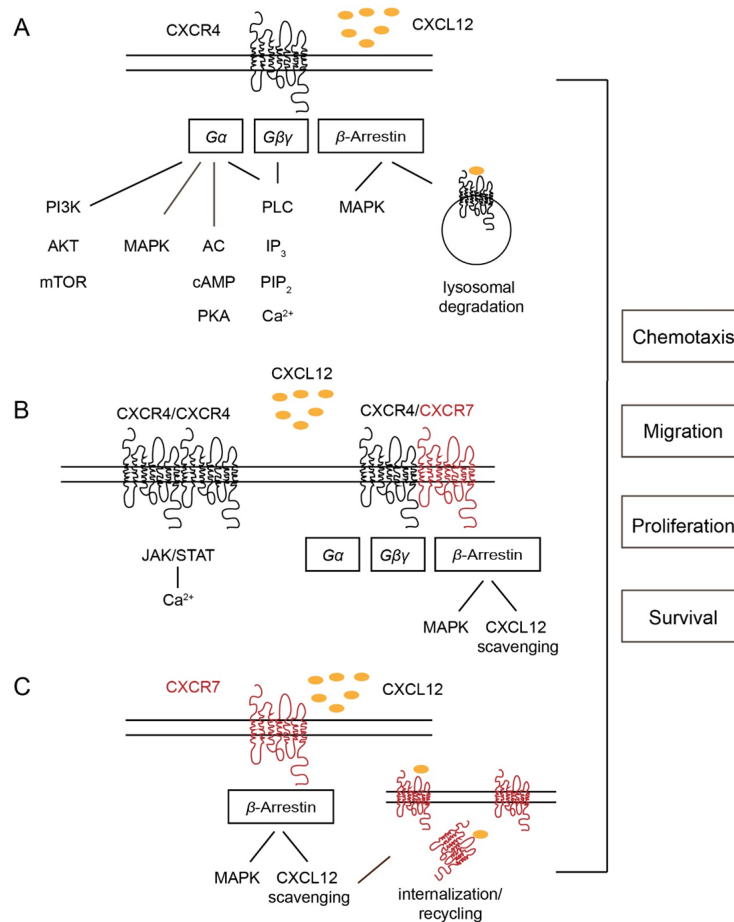 A
CXCR4
CXCL12
Gα
Gβγ
β-Arrestin
PI3K
PLC
MAPK
AKT
MAPK
AC
IP₃
mTOR
cAMP
PIP₂
lysosomal
degradation
PKA
Ca²⁺
Chemotaxis
Migration
Proliferation
Survival
B
CXCL12
CXCR4/CXCR4
CXCR4/CXCR7
JAK/STAT
Ca²⁺
Gα
Gβγ
β-Arrestin
MAPK
CXCL12
scavenging
C
CXCR7
CXCL12
β-Arrestin
MAPK
CXCL12
scavenging
internalization/
recycling